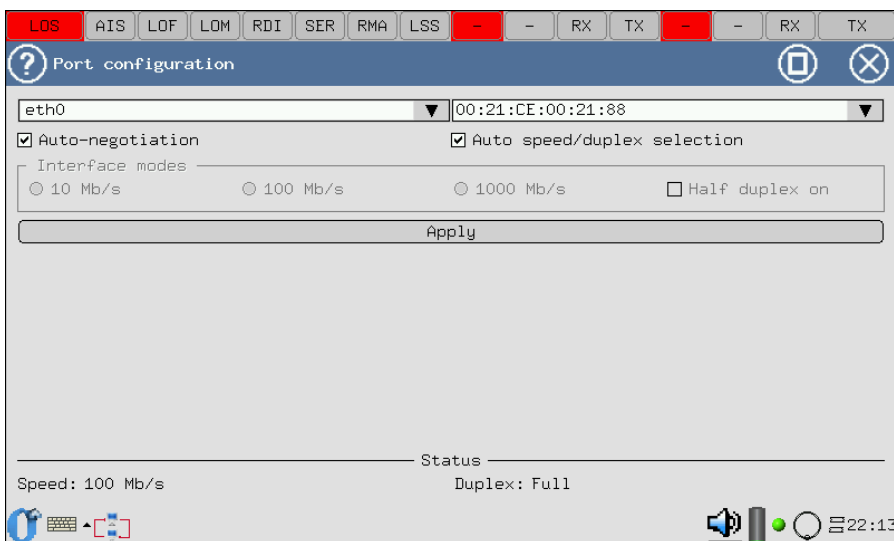 LOS AIS LOF LOM RDI SER RMA LSS - - RX TX - - RX TX
? Port configuration
eth0 00:21:CE:00:21:88
Auto-negotiation Auto speed/duplex selection
Interface modes
10 Mb/s 100 Mb/s 1000 Mb/s Half duplex on
Apply
Status
Speed: 100 Mb/s Duplex: Full
22:13